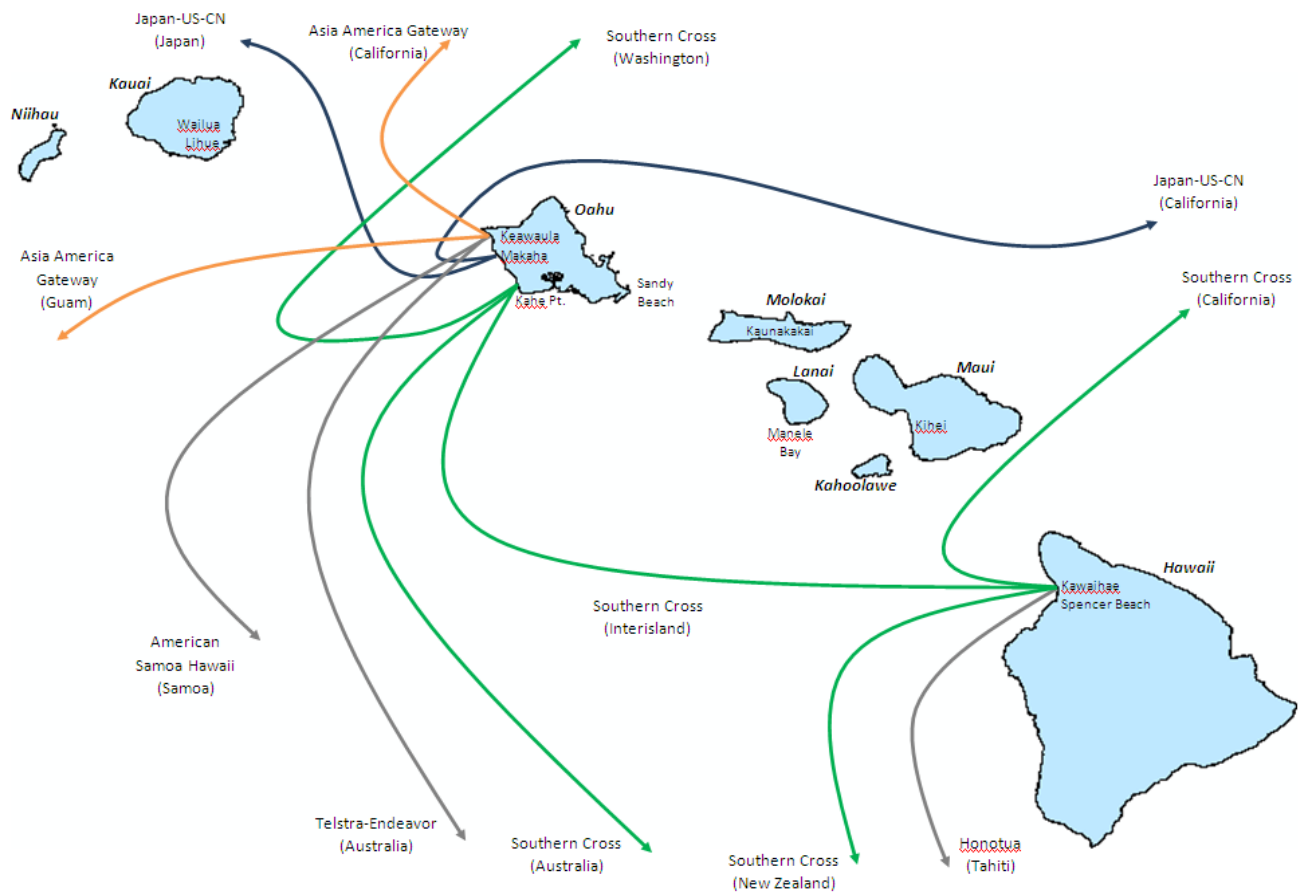 Japan-US-CN
(Japan)
Asia America Gateway
(California)
Southern Cross
(Washington)
Kauai
Niihau
Wailua
Lihue
Japan-US-CN
(California)
Oahu
Keawaula
Makaha
Kahe Pt.
Sandy
Beach
Asia America
Gateway
(Guam)
Southern Cross
(California)
Molokai
Kaunakakai
Lanai
Maui
Manele
Bay
Kihei
Kahoolawe
Hawaii
Kawaihae
Spencer Beach
Southern Cross
(Interisland)
American
Samoa Hawaii
(Samoa)
Telstra-Endeavor
(Australia)
Southern Cross
(Australia)
Southern Cross
(New Zealand)
Honotua
(Tahiti)